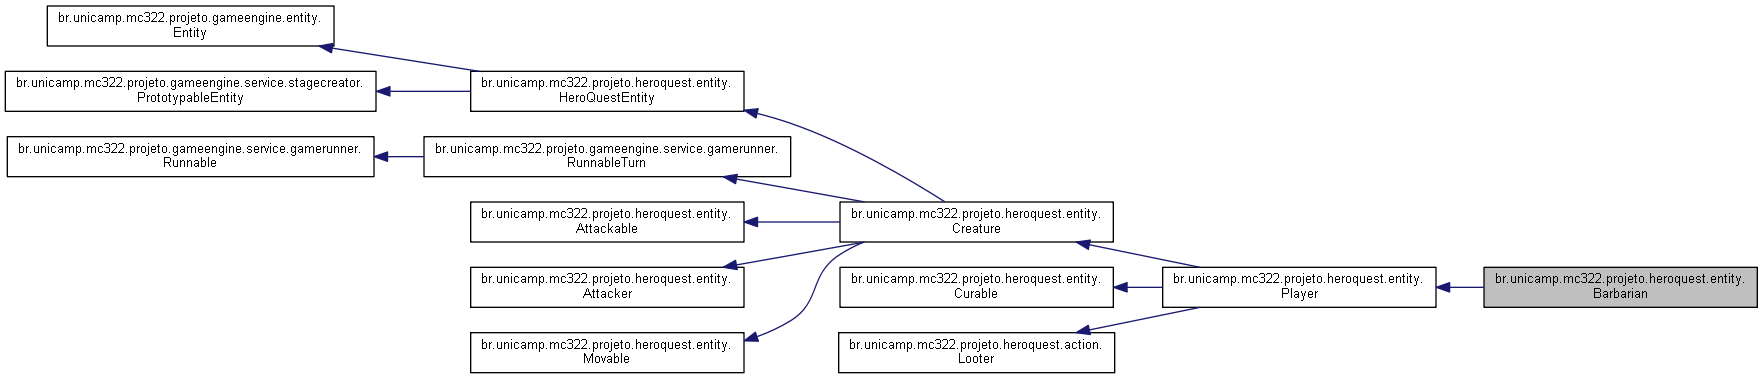 br.unicamp.mc322.projeto.gameengine.entity.
Entity
br.unicamp.mc322.projeto.gameengine.service.stagecreator.
PrototypableEntity
br.unicamp.mc322.projeto.heroquest.entity.
HeroQuestEntity
br.unicamp.mc322.projeto.gameengine.service.gamerunner.
Runnable
br.unicamp.mc322.projeto.gameengine.service.gamerunner.
RunnableTurn
br.unicamp.mc322.projeto.heroquest.entity.
Attackable
br.unicamp.mc322.projeto.heroquest.entity.
Creature
br.unicamp.mc322.projeto.heroquest.entity.
Attacker
br.unicamp.mc322.projeto.heroquest.entity.
Curable
br.unicamp.mc322.projeto.heroquest.entity.
Player
br.unicamp.mc322.projeto.heroquest.entity.
Barbarian
br.unicamp.mc322.projeto.heroquest.entity.
Movable
br.unicamp.mc322.projeto.heroquest.action.
Looter